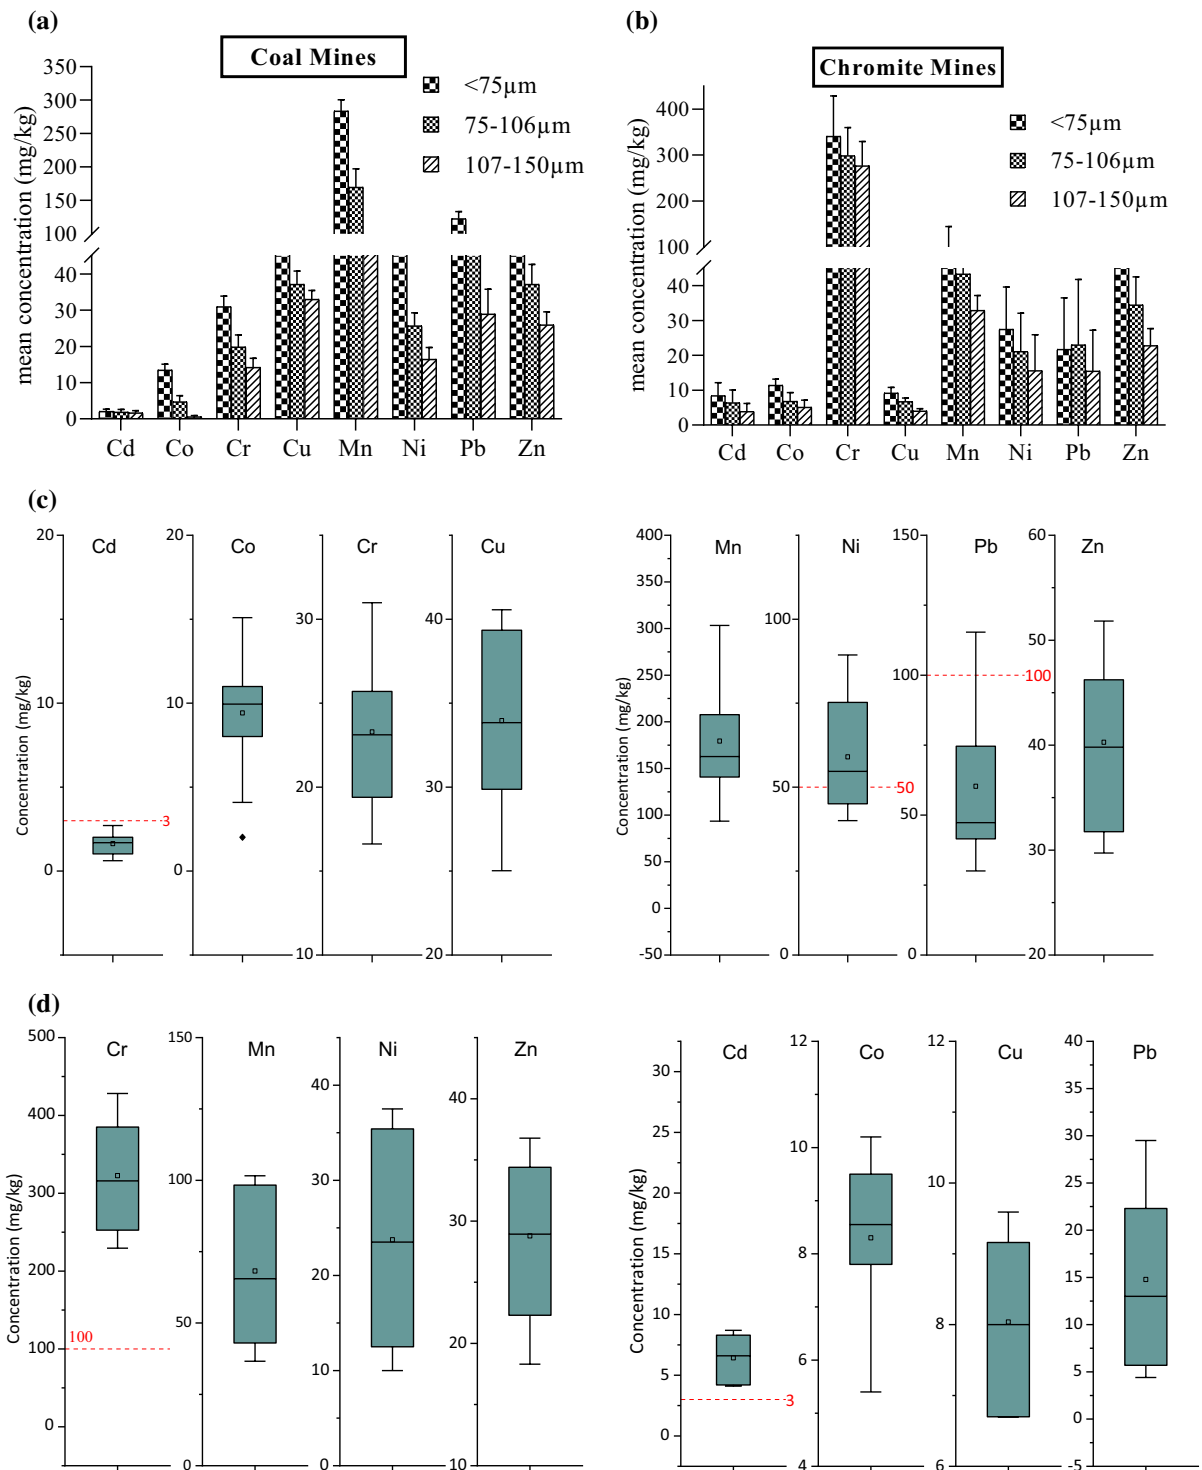 (a)
Coal Mines
<75µm
75-106µm
107-150µm
mean concentration (mg/kg)
350
300
250
200
150
100
40
30
20
10
0
Cd Co Cr Cu Mn Ni Pb Zn
(b)
Chromite Mines
<75µm
75-106µm
107-150µm
mean concentration (mg/kg)
400
300
200
100
40
30
20
10
0
Cd Co Cr Cu Mn Ni Pb Zn
(c)
Concentration (mg/kg)
Cd
20
10
0
3
Co
20
10
0
Cr
30
20
10
Cu
40
30
20
Concentration (mg/kg)
Mn
400
350
300
250
200
150
100
50
0
-50
Ni
100
50
0
50
Pb
150
100
50
0
100
Zn
60
50
40
30
20
(d)
Concentration (mg/kg)
Cr
500
400
300
200
100
0
100
Mn
150
100
50
0
Ni
40
30
20
10
0
Zn
40
30
20
10
Concentration (mg/kg)
Cd
30
25
20
15
10
5
0
3
Co
12
10
8
6
4
Cu
12
10
8
6
Pb
40
35
30
25
20
15
10
5
0
-5